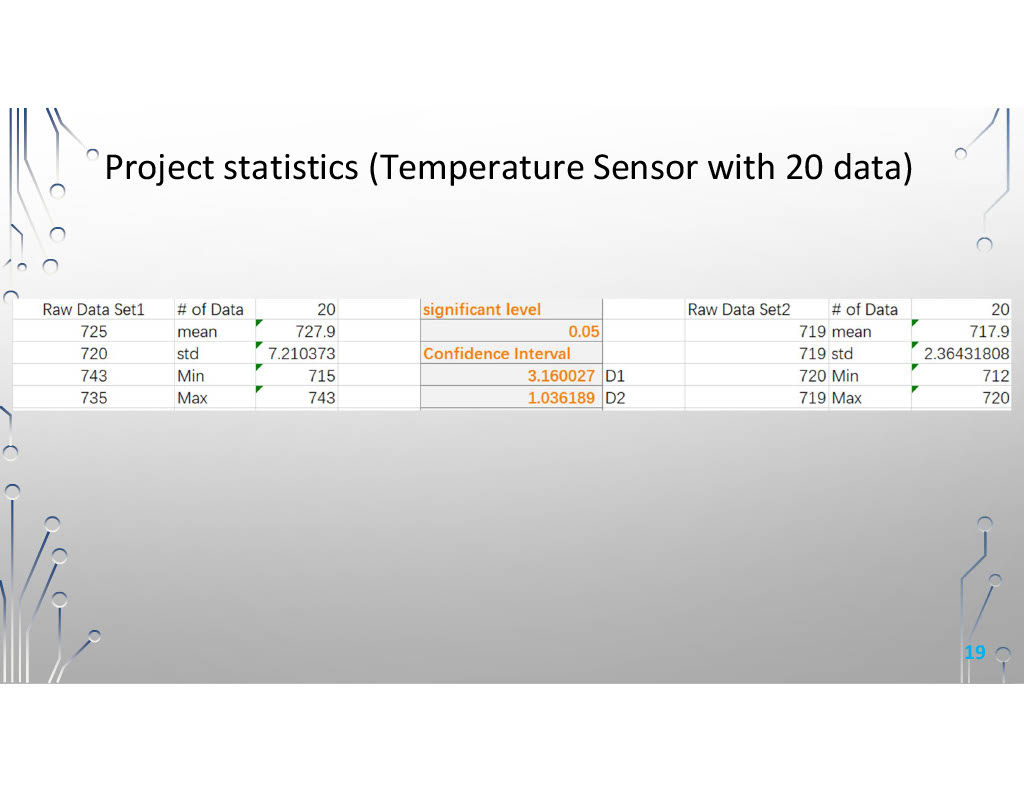 Project statistics (Temperature Sensor with 20 data)
Raw Data Set1 # of Data 20 significant level Raw Data Set2 # of Data 20
725 mean 727.9 0.05 719 mean 717.9
720 std 7.210373 Confidence Interval 719 std 2.36431808
743 Min 715 3.160027 D1 720 Min 712
735 Max 743 1.036189 D2 719 Max 720
19